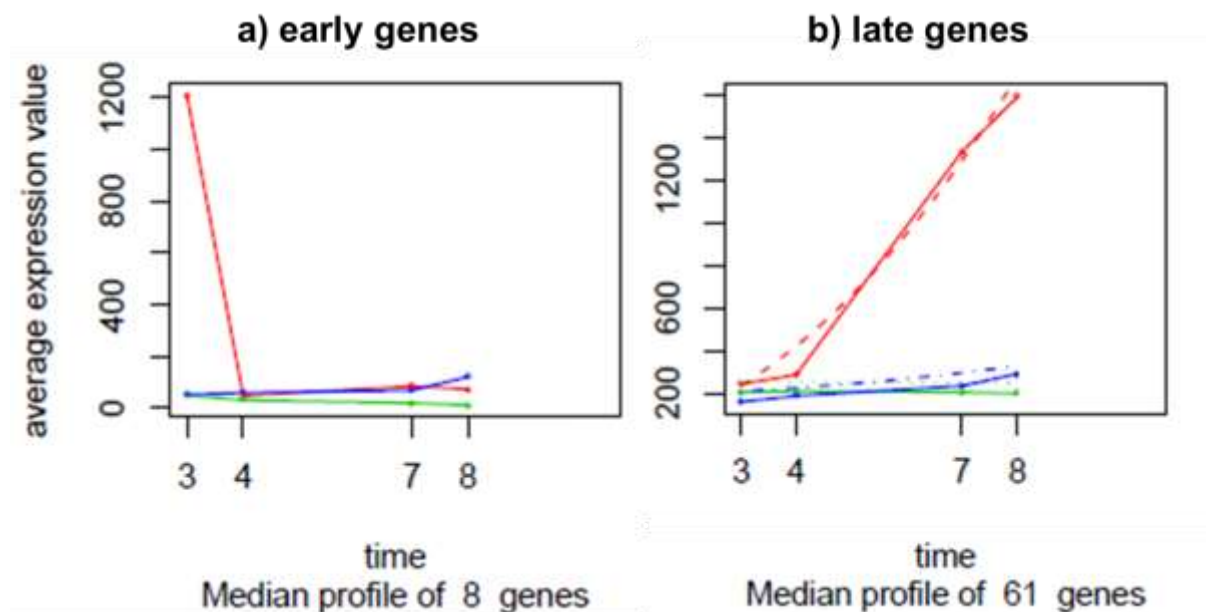 a) early genes
b) late genes
average expression value
1200
800
400
0
3 4 7 8
time
Median profile of 8 genes
1200
600
200
3 4 7 8
time
Median profile of 61 genes